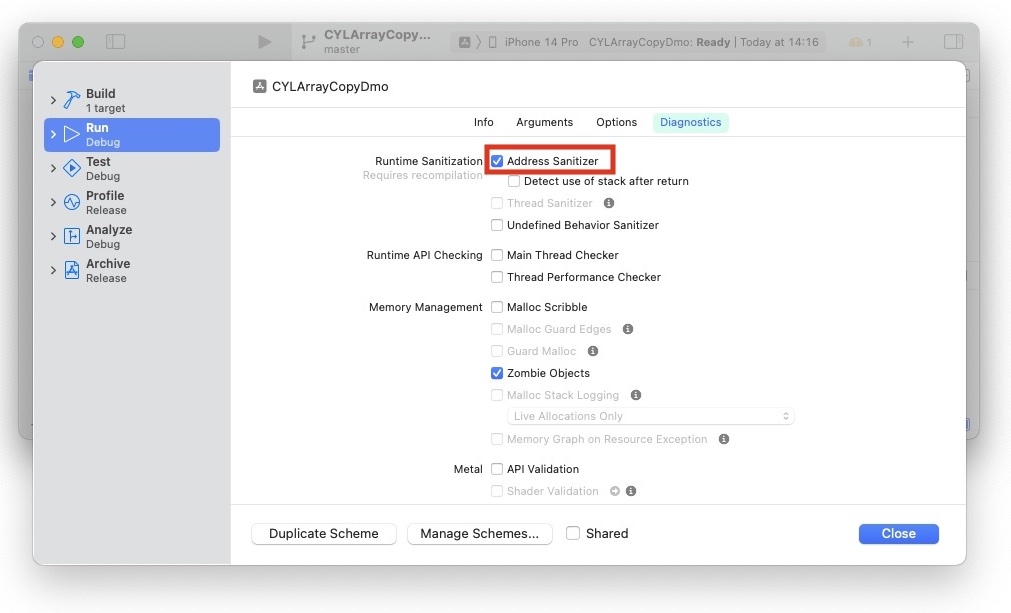 CYLArrayCopy...
master
iPhone 14 Pro CYLArrayCopyDmo: Ready | Today at 14:16
1
Build
1 target
Run
Debug
Test
Debug
Profile
Release
Analyze
Debug
Archive
Release
CYLArrayCopyDmo
Info Arguments Options Diagnostics
Runtime Sanitization Address Sanitizer
Requires recompilation
Detect use of stack after return
Thread Sanitizer
Undefined Behavior Sanitizer
Runtime API Checking Main Thread Checker
Thread Performance Checker
Memory Management Malloc Scribble
Malloc Guard Edges
Guard Malloc
Zombie Objects
Malloc Stack Logging
Live Allocations Only
Memory Graph on Resource Exception
Metal API Validation
Shader Validation
Duplicate Scheme Manage Schemes... Shared Close